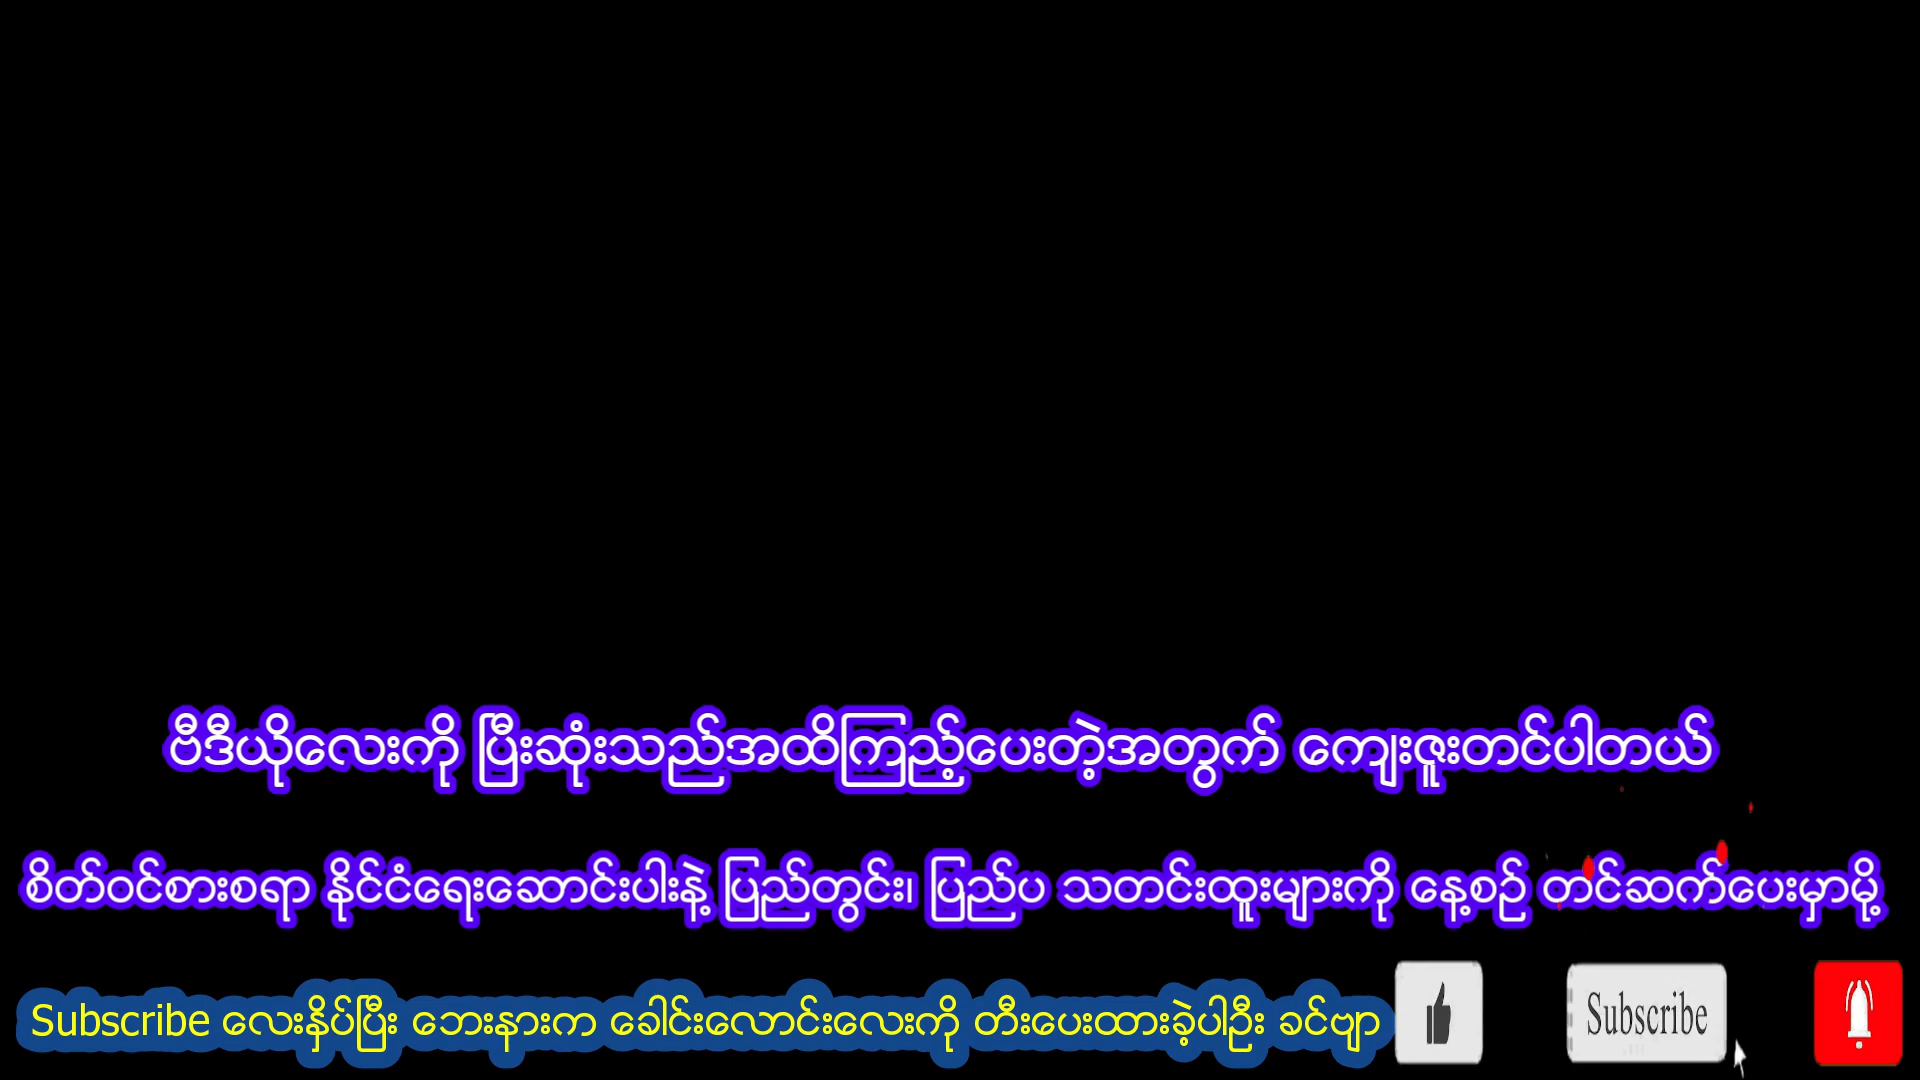 ဗီဒီယိုလေးကို ပြီးဆုံးသည်အထိကြည့်ပေးတဲ့အတွက် ကျေးဇူးတင်ပါတယ်
စိတ်ဝင်စားစရာ နိုင်ငံရေးဆောင်းပါးနဲ့ ပြည်တွင်း၊ ပြည်ပ သတင်းထူးများကို နေ့စဉ် တင်ဆက်ပေးမှာမို့
Subscribe လေးနှိပ်ပြီး ဘေးနားက ခေါင်းလောင်းလေးကို တီးပေးထားခဲ့ပါဦး ခင်ဗျာ
Subscribe